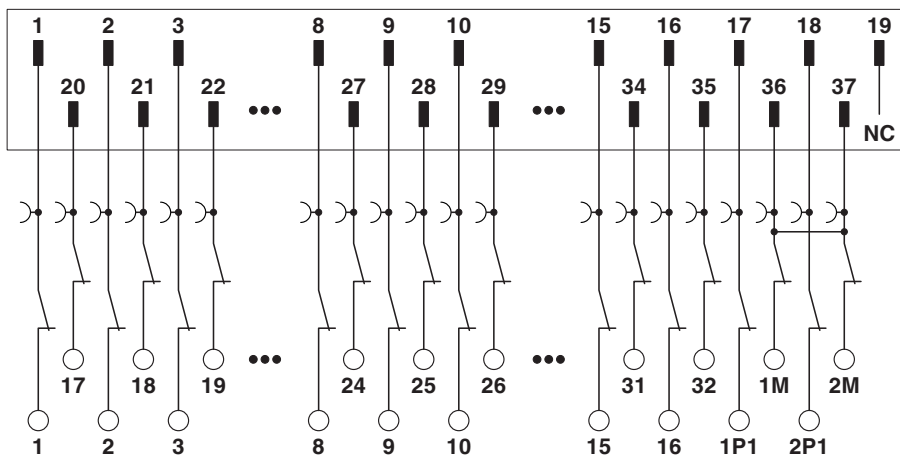 1 2 3 8 9 10 15 16 17 18 19
20 21 22 ••• 27 28 29 ••• 34 35 36 37
NC
17 18 19 ••• 24 25 26 ••• 31 32 1M 2M
1 2 3 8 9 10 15 16 1P1 2P1